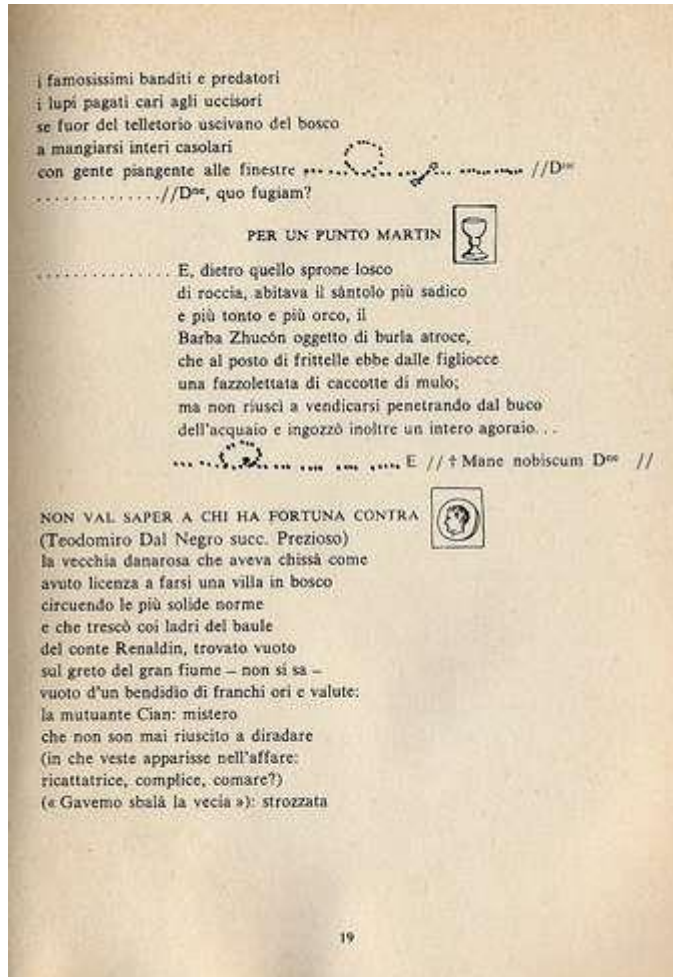 i famosissimi banditi e predatori
i lupi pagati cari agli uccisori
se fuor del telletorio uscivano del bosco
a mangiarsi interi casolari
con gente piangente alle finestre //Dne
..............//Dne, quo fugiam?
PER UN PUNTO MARTIN
............... E, dietro quello sprone losco
di roccia, abitava il sàntolo più sadico
e più tonto e più orco, il
Barba Zhucón oggetto di burla atroce,
che al posto di frittelle ebbe dalle figliocce
una fazzolettata di caccotte di mulo;
ma non riuscì a vendicarsi penetrando dal buco
dell'acquaio e ingozzò inoltre un intero agoraio...
E // † Mane nobiscum Dne //
NON VAL SAPER A CHI HA FORTUNA CONTRA
(Teodomiro Dal Negro succ. Prezioso)
la vecchia danarosa che aveva chissà come
avuto licenza a farsi una villa in bosco
circuendo le più solide norme
e che trescò coi ladri del baule
del conte Renaldin, trovato vuoto
sul greto del gran fiume – non si sa –
vuoto d'un bendidio di franchi ori e valute:
la mutuante Cian: mistero
che non son mai riuscito a diradare
(in che veste apparisse nell'affare:
ricattatrice, complice, comare?)
(« Gavemo sbalà la vecia »): strozzata
19